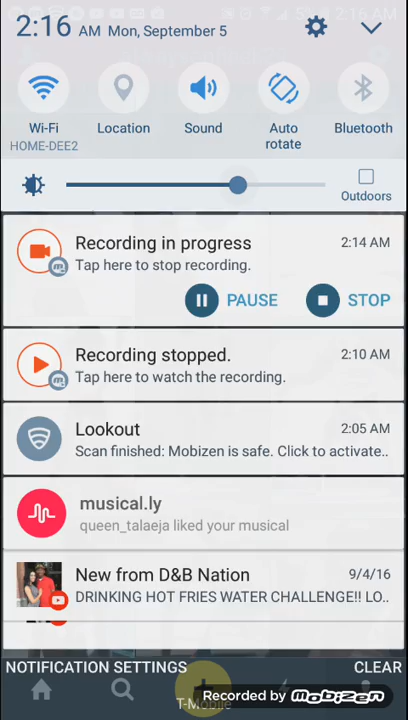 2:16 AM Mon, September 5
Wi-Fi
HOME-DEE2
Location
Sound
Auto
rotate
Bluetooth
Outdoors
Recording in progress 2:14 AM
Tap here to stop recording.
PAUSE STOP
Recording stopped. 2:10 AM
Tap here to watch the recording.
Lookout 2:05 AM
Scan finished: Mobizen is safe. Click to activate..
musical.ly
queen_talaeja liked your musical
New from D&B Nation 9/4/16
DRINKING HOT FRIES WATER CHALLENGE!! LO..
NOTIFICATION SETTINGS CLEAR
Recorded by mobizen
T-Mobile